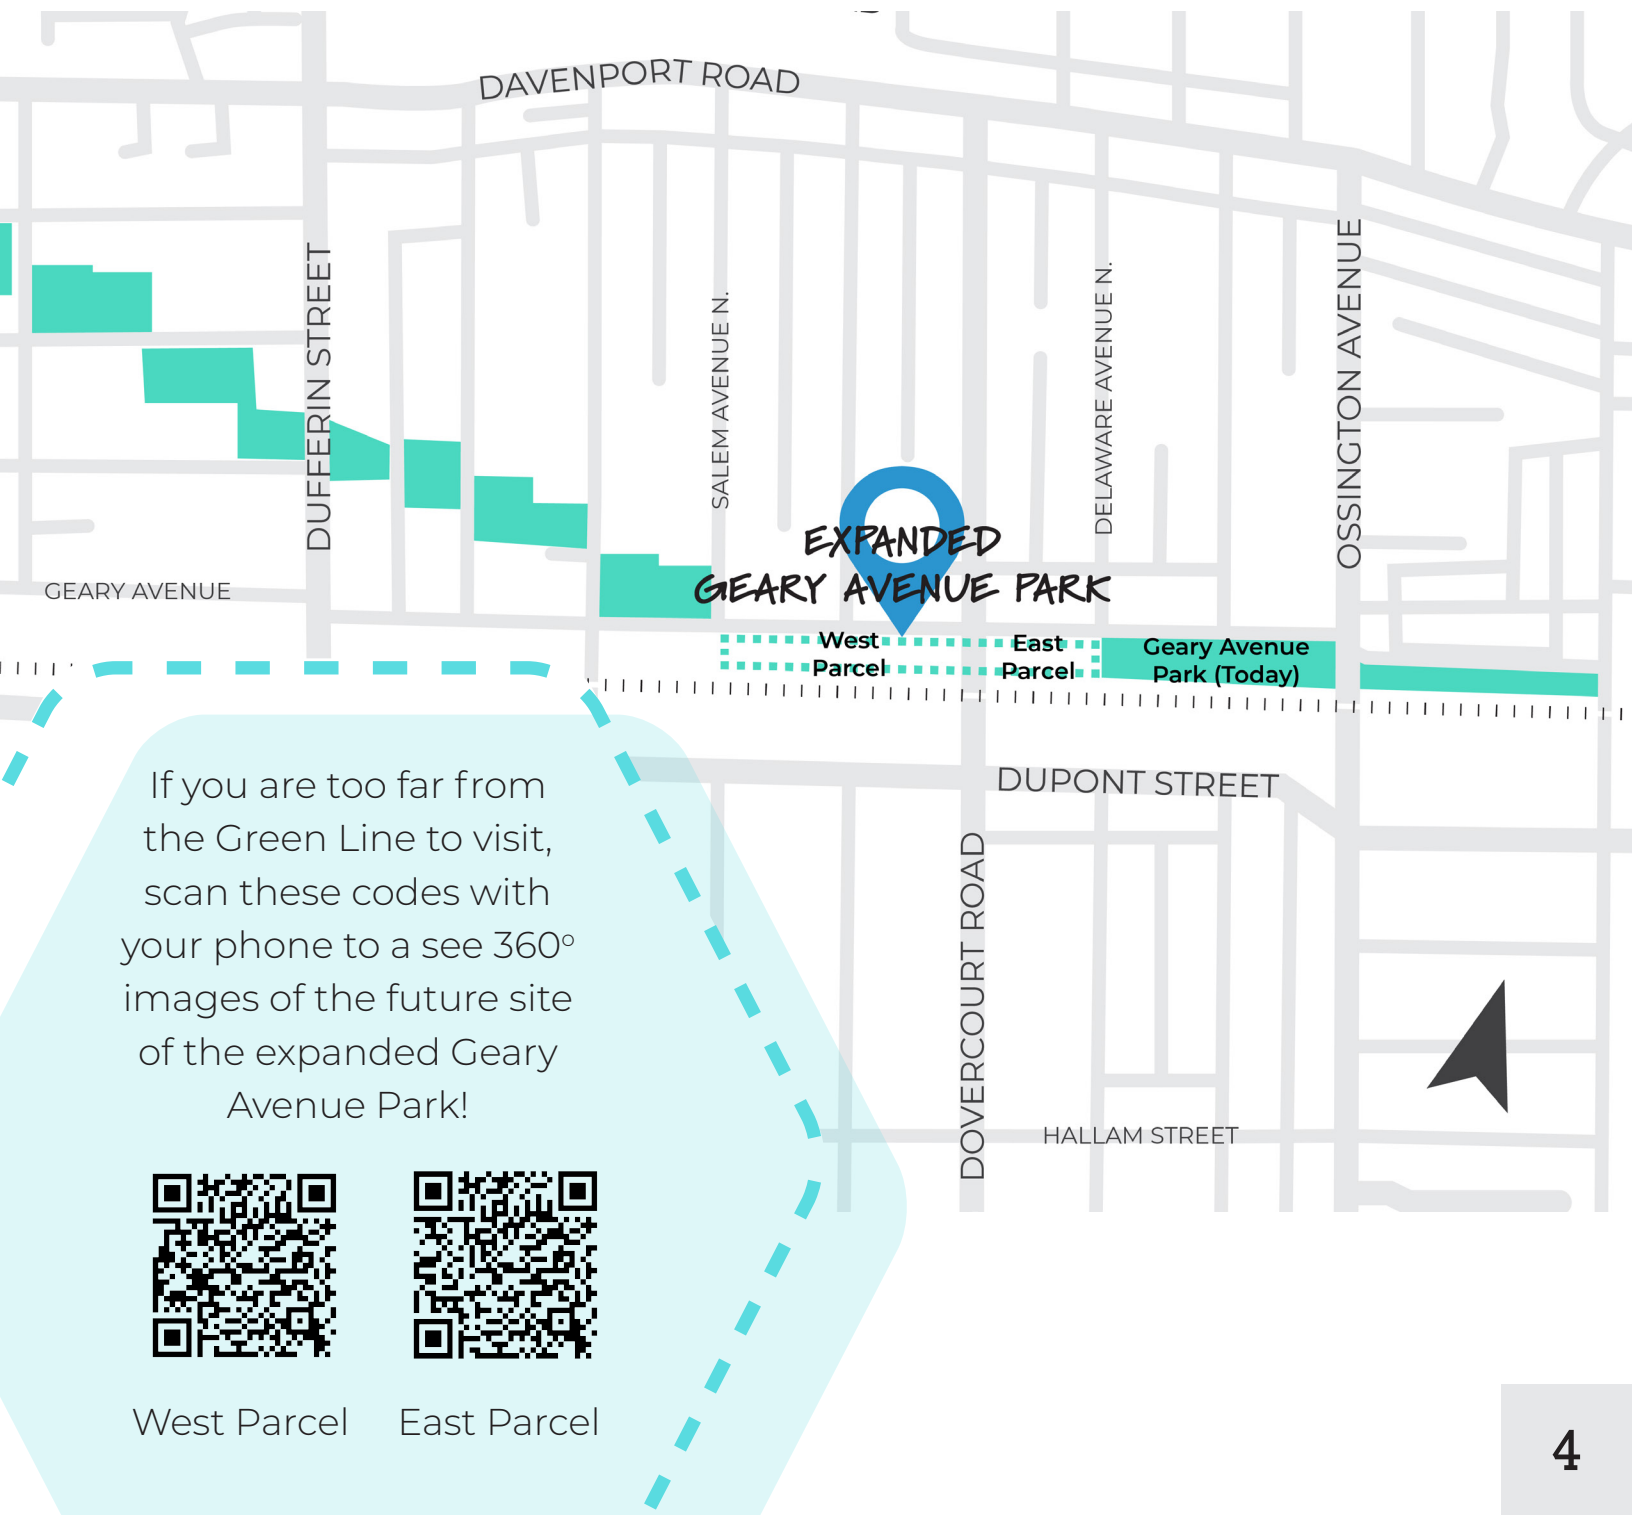 DAVENPORT ROAD
DUFFERIN STREET
SALEM AVENUE N.
DELAWARE AVENUE N.
OSSINGTON AVENUE
EXPANDED
GEARY AVENUE PARK
GEARY AVENUE
West
Parcel
East
Parcel
Geary Avenue
Park (Today)
DUPONT STREET
DOVERCOURT ROAD
HALLAM STREET
If you are too far from
the Green Line to visit,
scan these codes with
your phone to a see 360°
images of the future site
of the expanded Geary
Avenue Park!
West Parcel
East Parcel
4